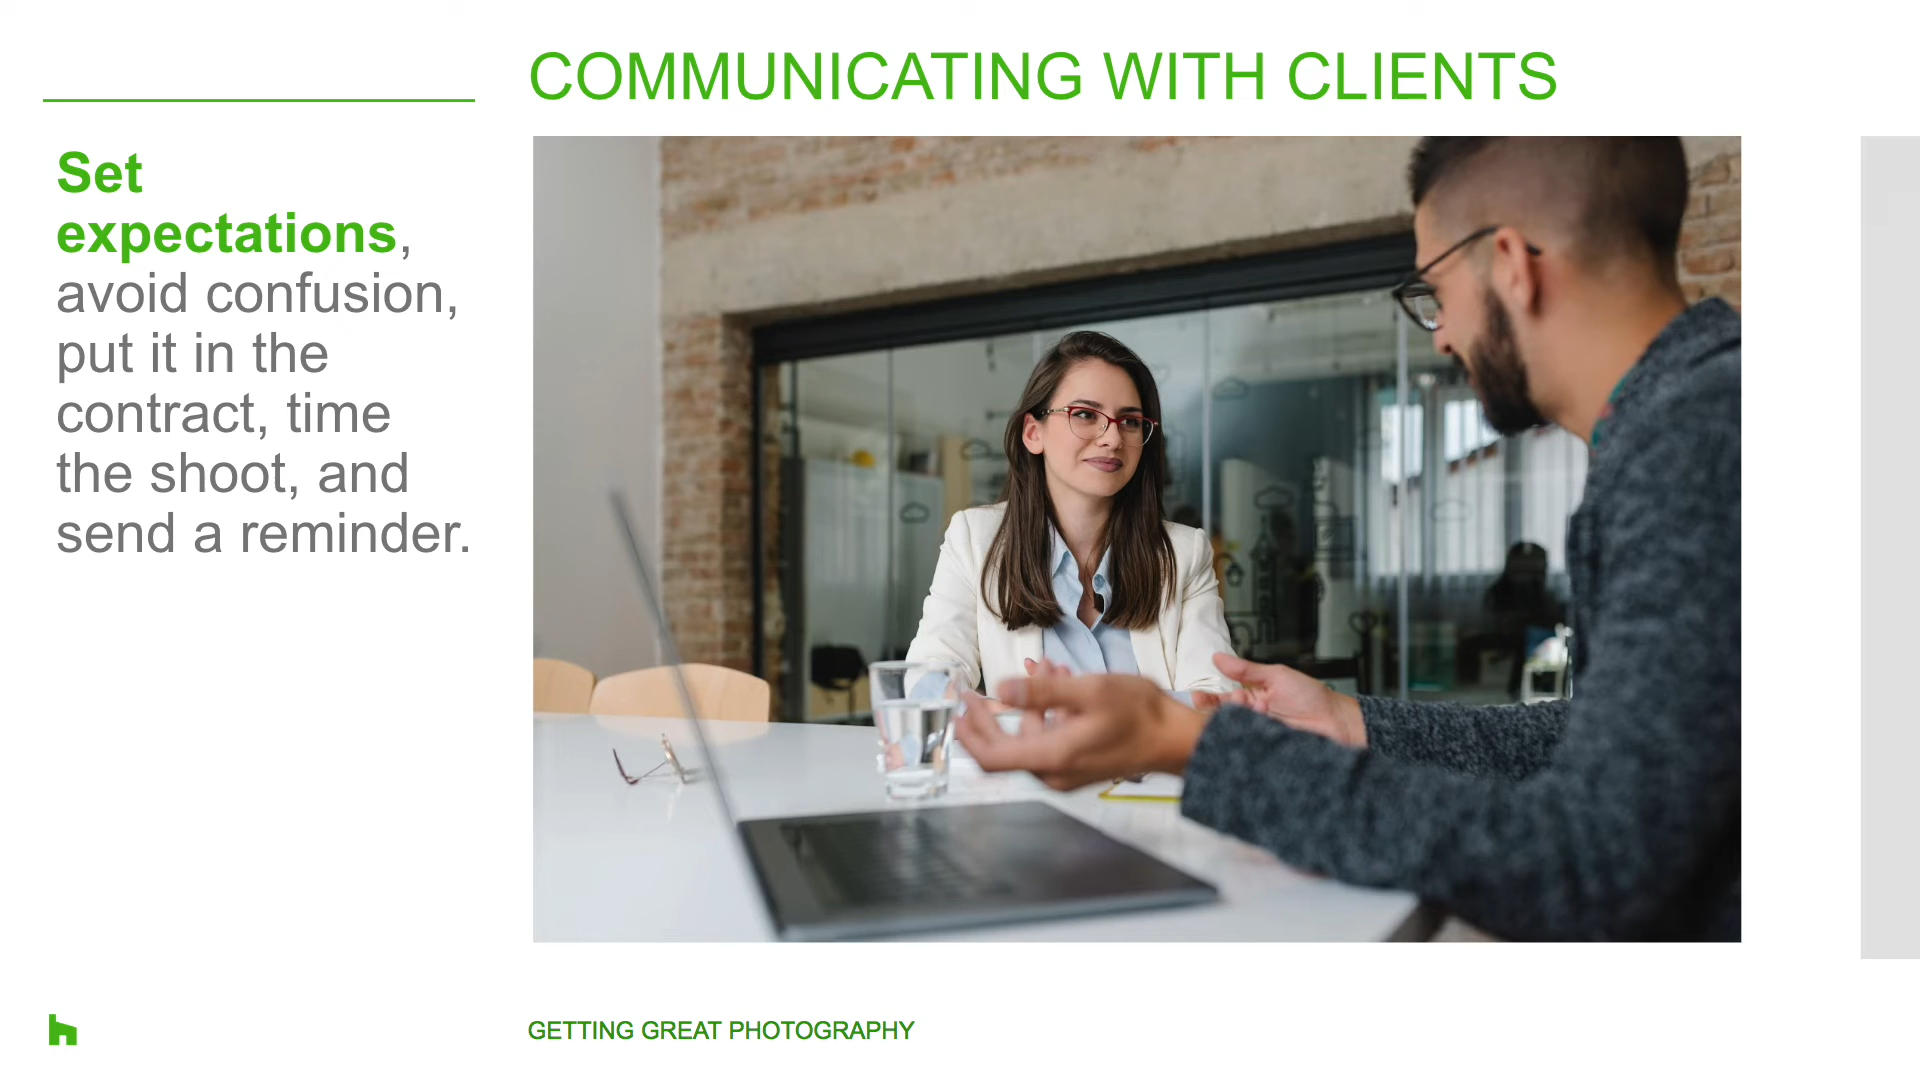 COMMUNICATING WITH CLIENTS
Set
expectations,
avoid confusion,
put it in the
contract, time
the shoot, and
send a reminder.
GETTING GREAT PHOTOGRAPHY